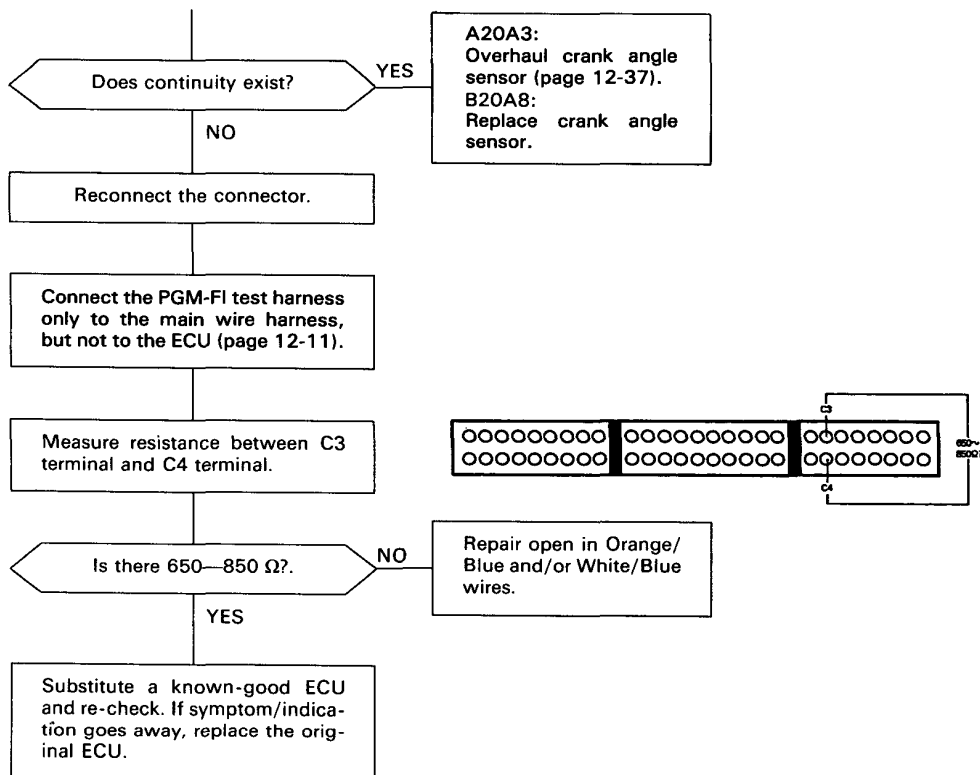 Does continuity exist?
YES
NO
A20A3:
Overhaul crank angle
sensor (page 12-37).
B20A8:
Replace crank angle
sensor.
Reconnect the connector.
Connect the PGM-FI test harness
only to the main wire harness,
but not to the ECU (page 12-11).
Measure resistance between C3
terminal and C4 terminal.
C3
650~
850Ω?
C4
Is there 650—850 Ω?.
NO
YES
Repair open in Orange/
Blue and/or White/Blue
wires.
Substitute a known-good ECU
and re-check. If symptom/indica-
tion goes away, replace the orig-
inal ECU.